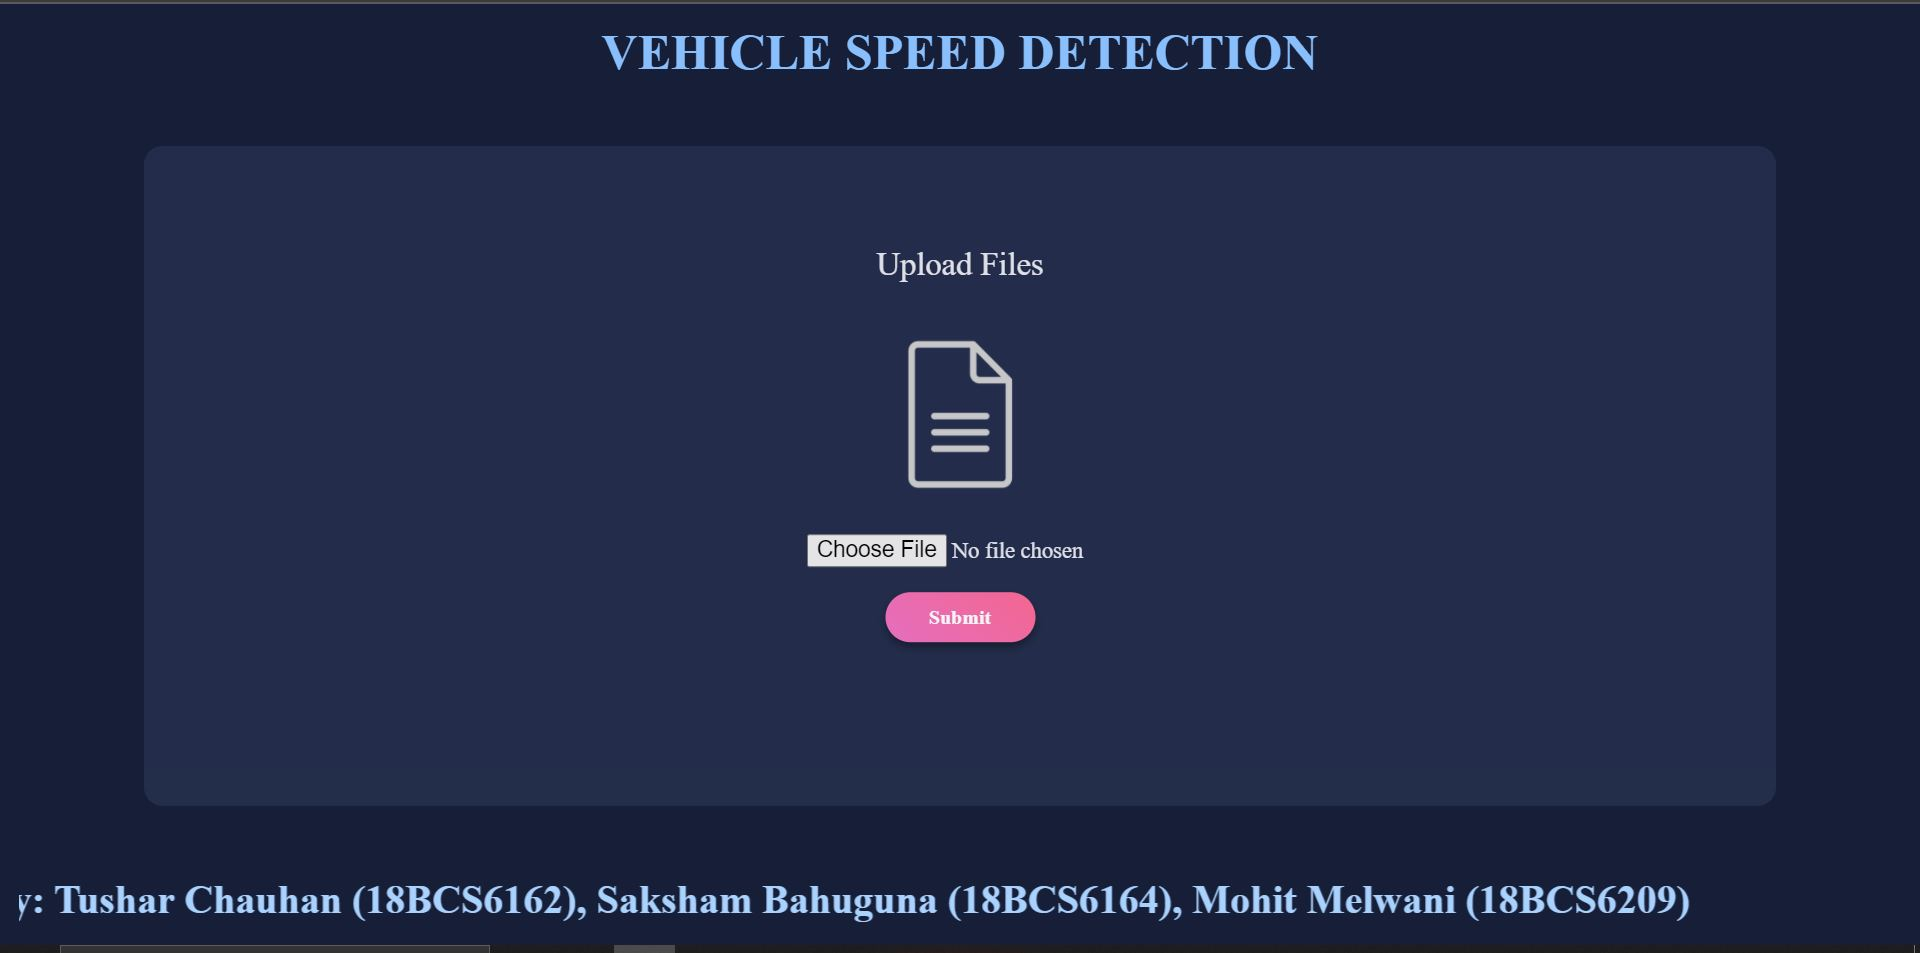 VEHICLE SPEED DETECTION
Upload Files
Choose File No file chosen
Submit
y: Tushar Chauhan (18BCS6162), Saksham Bahuguna (18BCS6164), Mohit Melwani (18BCS6209)